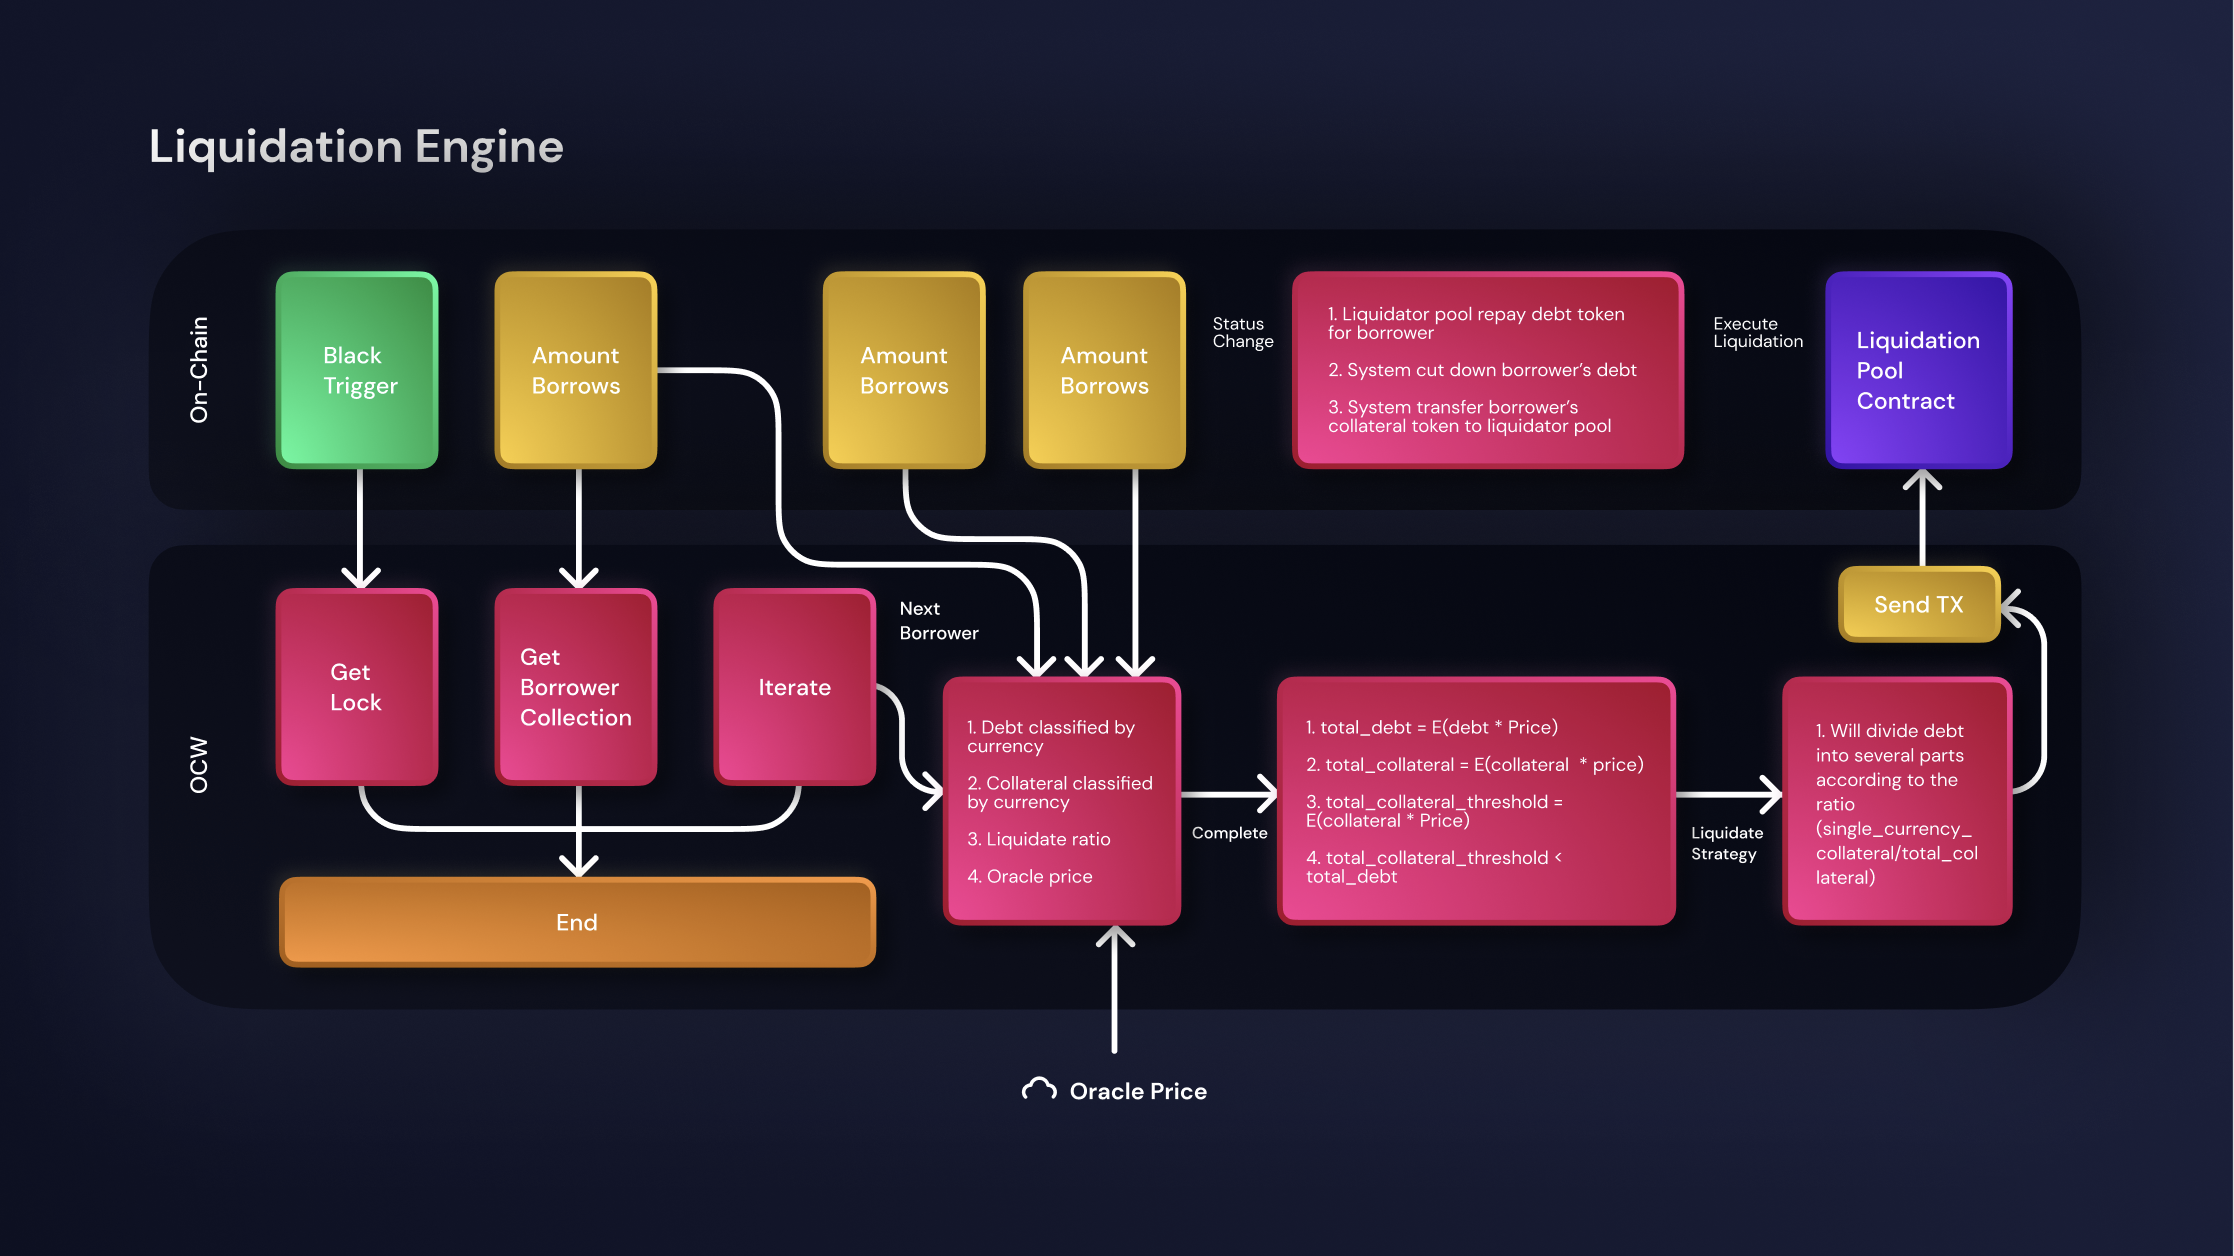 Liquidation Engine
On-Chain
Black
Trigger
Amount
Borrows
Amount
Borrows
Amount
Borrows
Status
Change
1. Liquidator pool repay debt token
for borrower
2. System cut down borrower's debt
3. System transfer borrower's
collateral token to liquidator pool
Execute
Liquidation
Liquidation
Pool
Contract
OCW
Get
Lock
Get
Borrower
Collection
Iterate
Next
Borrower
End
1. Debt classified by
currency
2. Collateral classified
by currency
3. Liquidate ratio
4. Oracle price
Complete
1. total_debt = E(debt * Price)
2. total_collateral = E(collateral * price)
3. total_collateral_threshold =
E(collateral * Price)
4. total_collateral_threshold <
total_debt
Liquidate
Strategy
1. Will divide debt
into several parts
according to the
ratio
(single_currency_
collateral/total_col
lateral)
Send TX
Oracle Price